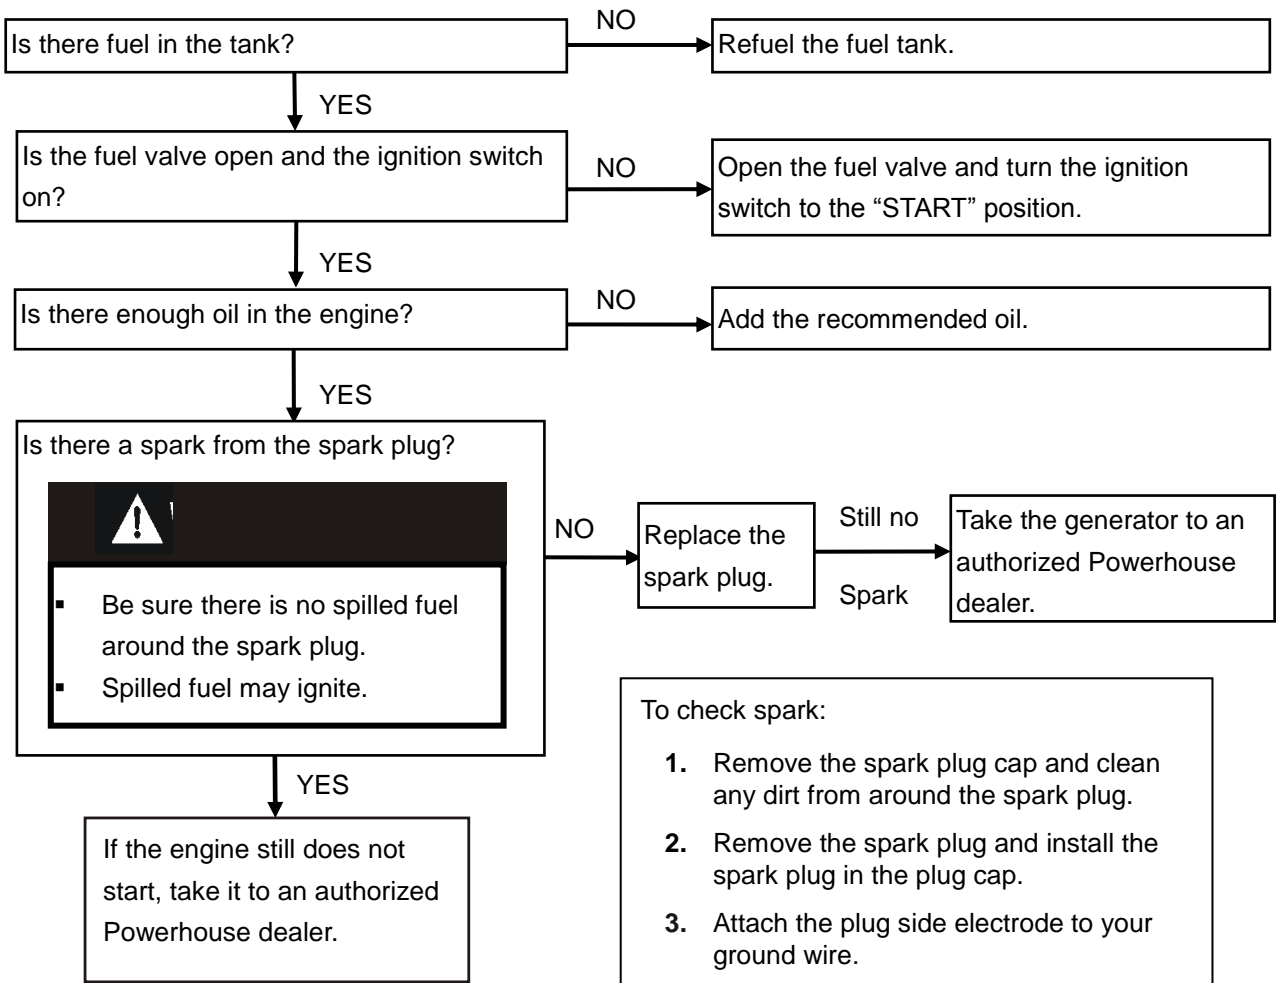 Is there fuel in the tank?
NO
Refuel the fuel tank.
YES
Is the fuel valve open and the ignition switch
on?
NO
Open the fuel valve and turn the ignition
switch to the “START” position.
YES
Is there enough oil in the engine?
NO
Add the recommended oil.
YES
Is there a spark from the spark plug?
▪ Be sure there is no spilled fuel
around the spark plug.
▪ Spilled fuel may ignite.
NO
Replace the
spark plug.
Still no
Spark
Take the generator to an
authorized Powerhouse
dealer.
YES
If the engine still does not
start, take it to an authorized
Powerhouse dealer.
To check spark:
1. Remove the spark plug cap and clean
any dirt from around the spark plug.
2. Remove the spark plug and install the
spark plug in the plug cap.
3. Attach the plug side electrode to your
ground wire.